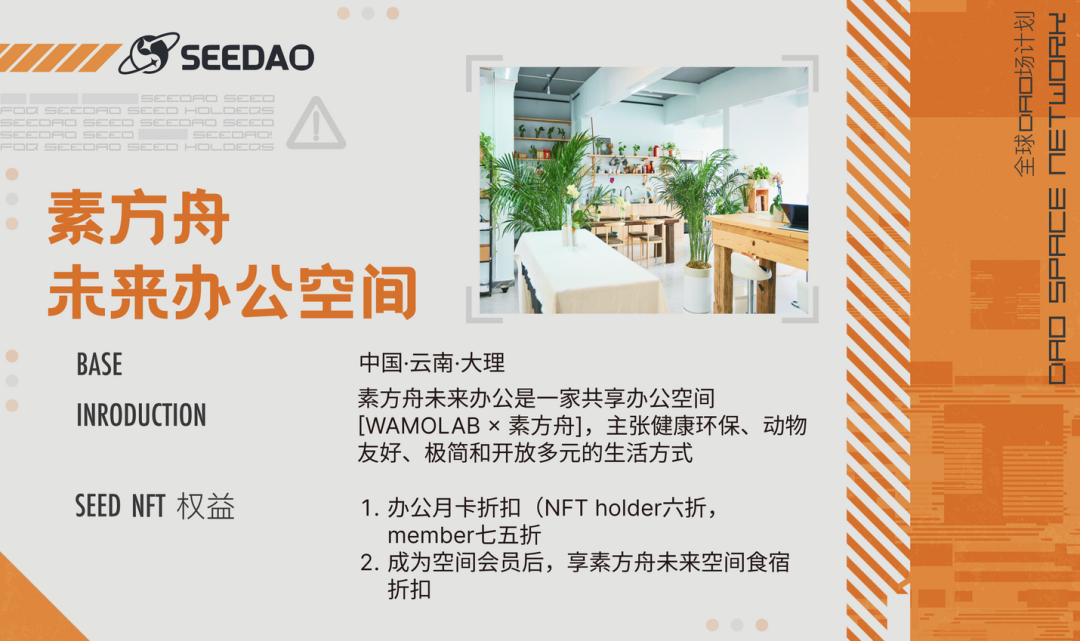 SEEDAO
SEEDAO SEED
FOR SEEDAO SEED HOLDERS
SEEDAO SEED SEEDAO SEED
SEEDAO SEED SEEDAO
FOR SEEDAO SEED HOLDERS
素方舟
未来办公空间
BASE
中国·云南·大理
INRODUCTION
素方舟未来办公是一家共享办公空间
[WAMOLAB × 素方舟]，主张健康环保、动物
友好、极简和开放多元的生活方式
SEED NFT 权益
1. 办公月卡折扣（NFT holder六折，
member七五折
2. 成为空间会员后，享素方舟未来空间食宿
折扣
全球DAO场计划
DAO SPACE NETWORK